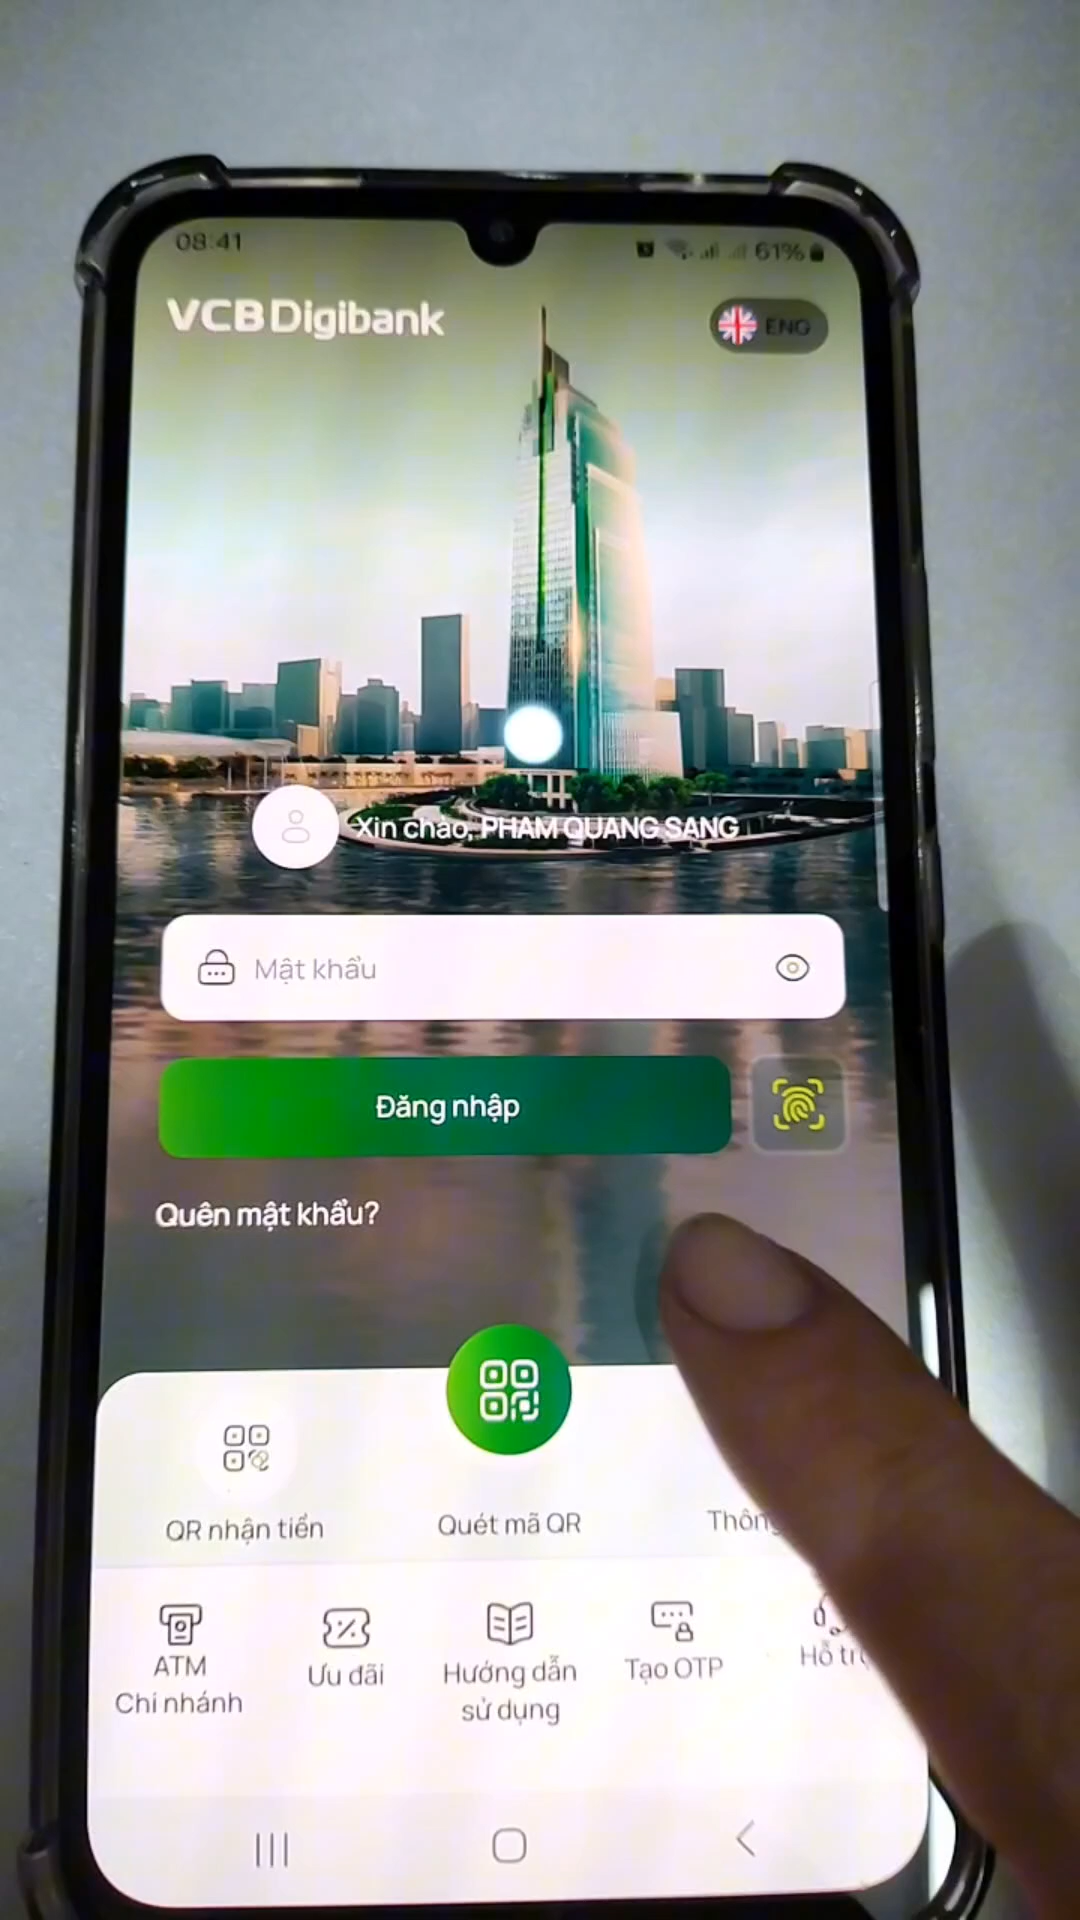 08:41
61%
VCB Digibank
ENG
Xin chào, PHAM QUANG SANG
Mật khẩu
Đăng nhập
Quên mật khẩu?
QR nhận tiền
Quét mã QR
Thông
ATM
Chi nhánh
Ưu đãi
Hướng dẫn
sử dụng
Tạo OTP
Hỗ